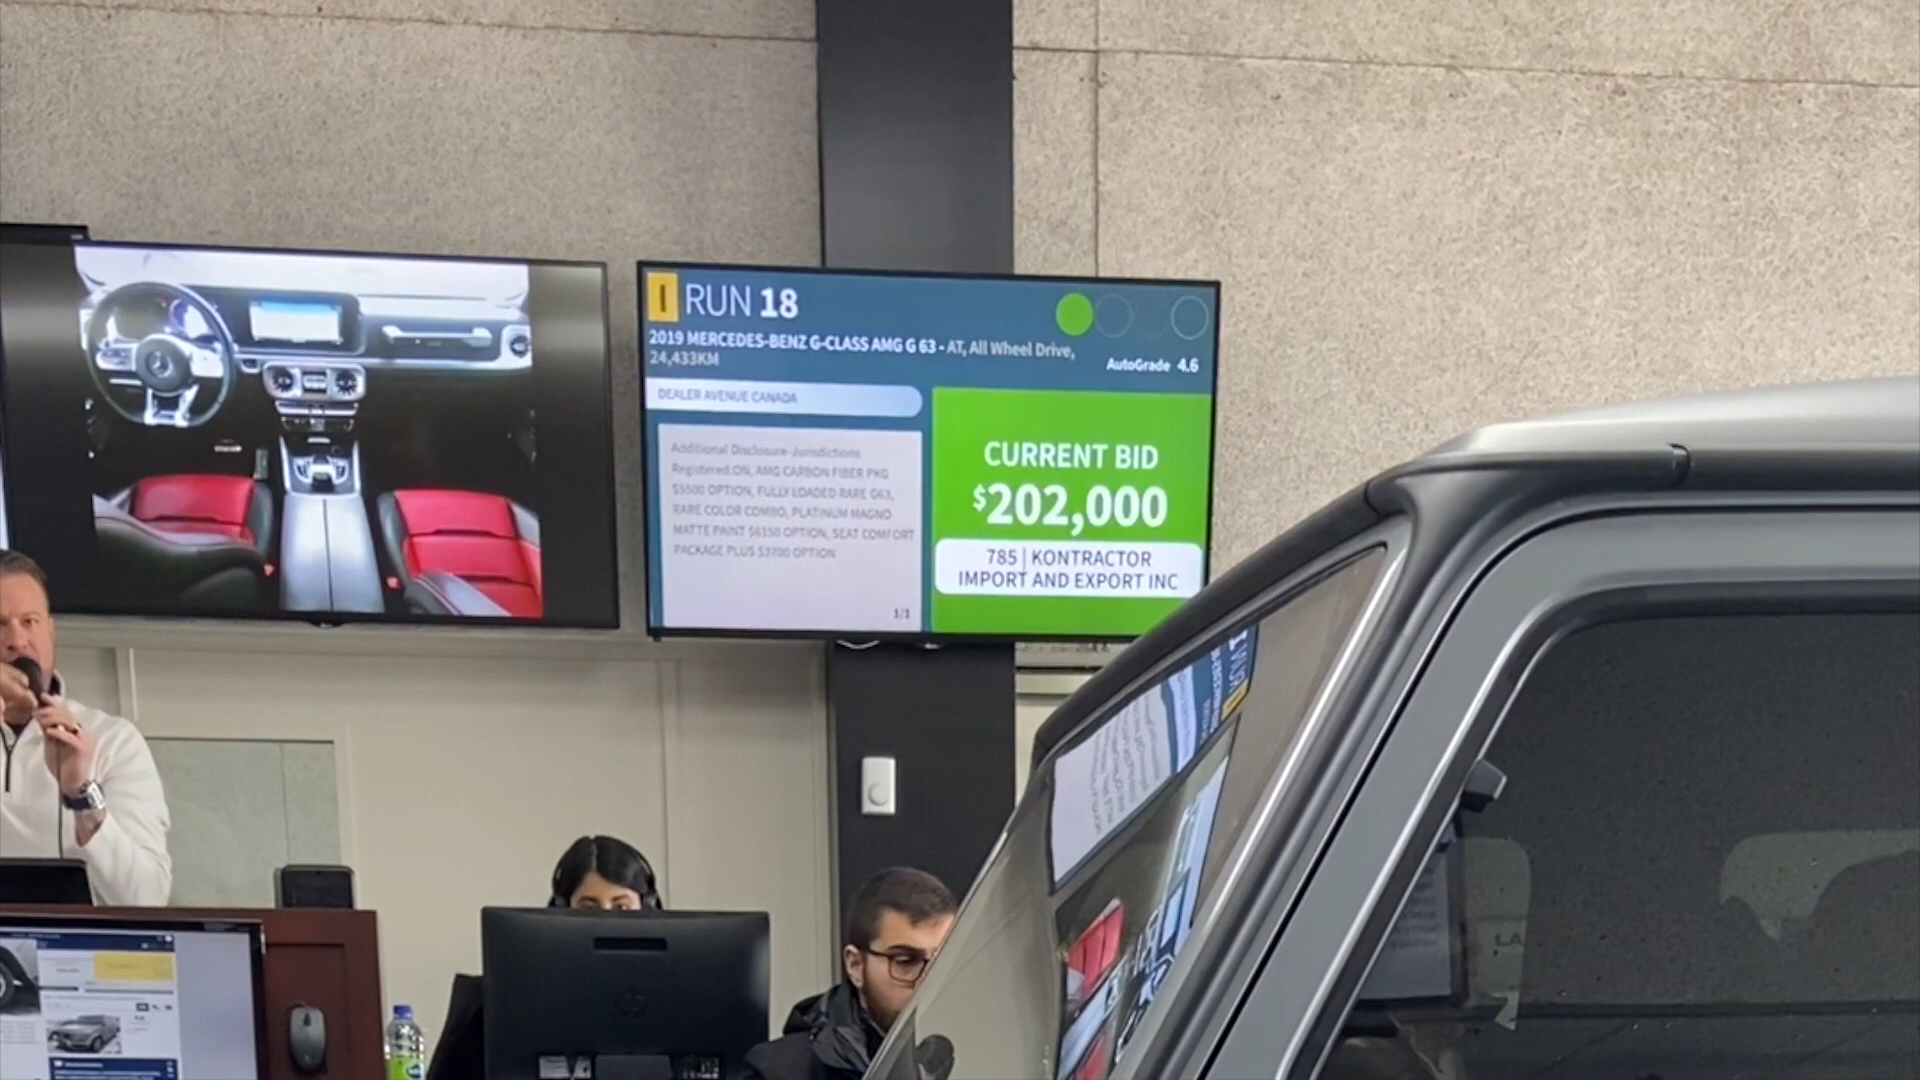 I RUN 18
2019 MERCEDES-BENZ G-CLASS AMG G 63 - AT, All Wheel Drive,
24,433KM
AutoGrade 4.6
DEALER AVENUE CANADA
Additional Disclosure-Jurisdictions
Registered:ON, AMG CARBON FIBER PKG
$5500 OPTION, FULLY LOADED RARE G63,
RARE COLOR COMBO, PLATINUM MAGNO
MATTE PAINT $6150 OPTION, SEAT COMFORT
PACKAGE PLUS $3700 OPTION
1/1
CURRENT BID
$202,000
785 | KONTRACTOR
IMPORT AND EXPORT INC